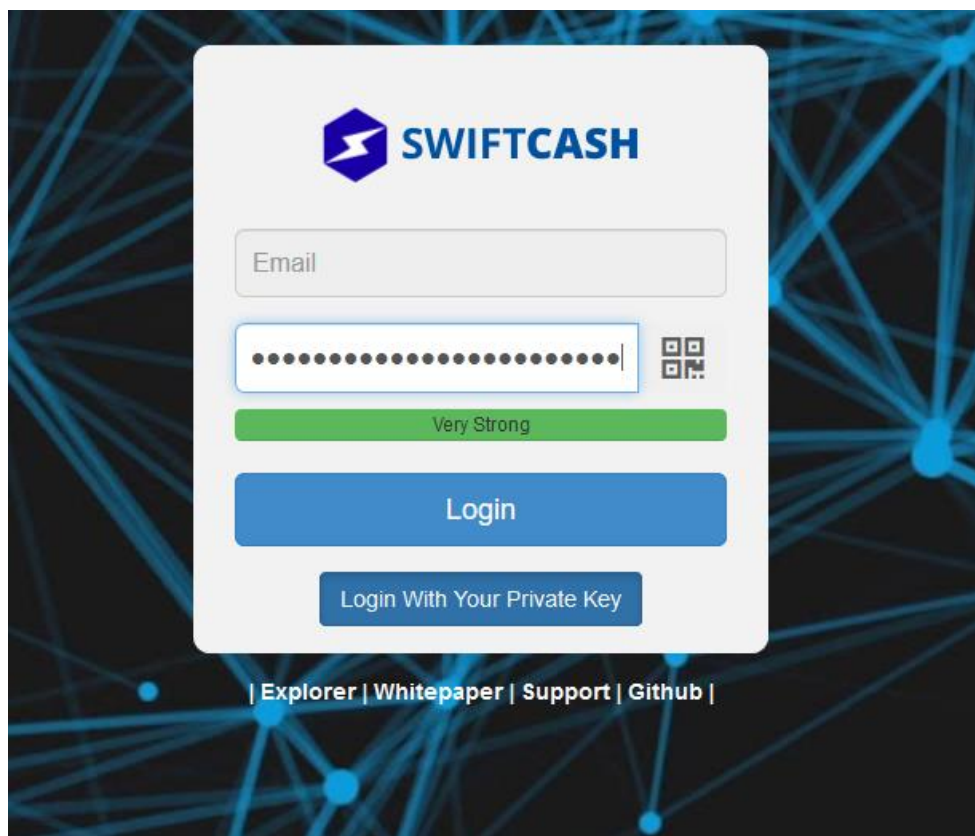 SWIFTCASH
Email
••••••••••••••••••••••••
Very Strong
Login
Login With Your Private Key
| Explorer | Whitepaper | Support | Github |